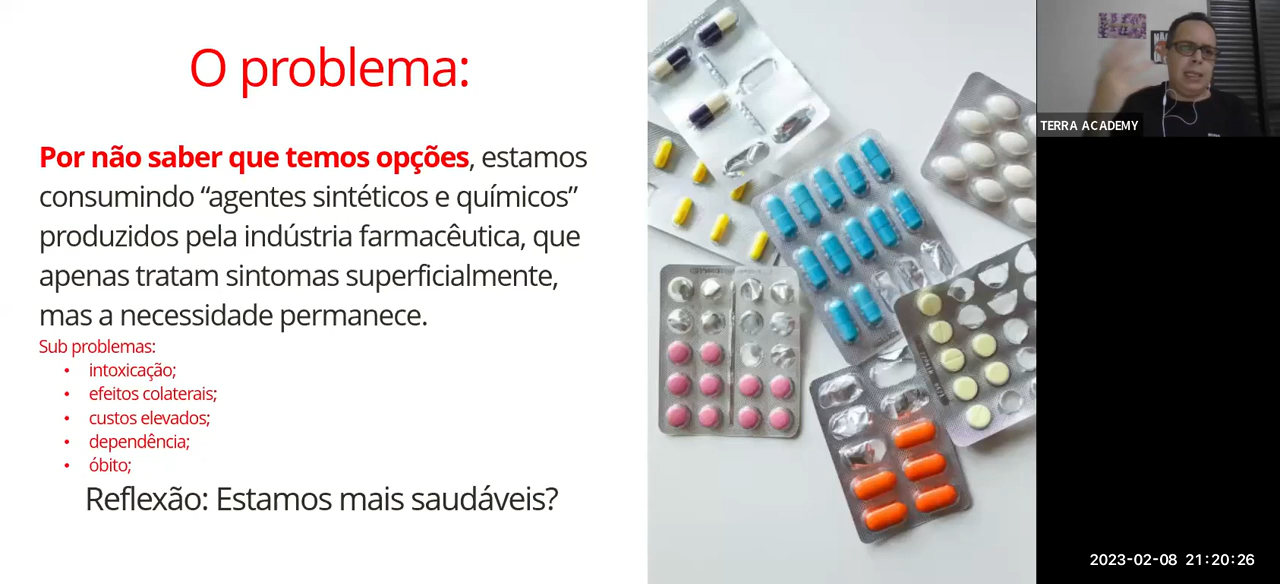 O problema:
Por não saber que temos opções, estamos
consumindo “agentes sintéticos e químicos”
produzidos pela indústria farmacêutica, que
apenas tratam sintomas superficialmente,
mas a necessidade permanece.
Sub problemas:
• intoxicação;
• efeitos colaterais;
• custos elevados;
• dependência;
• óbito;
Reflexão: Estamos mais saudáveis?
TERRA ACADEMY
2023-02-08 21:20:26